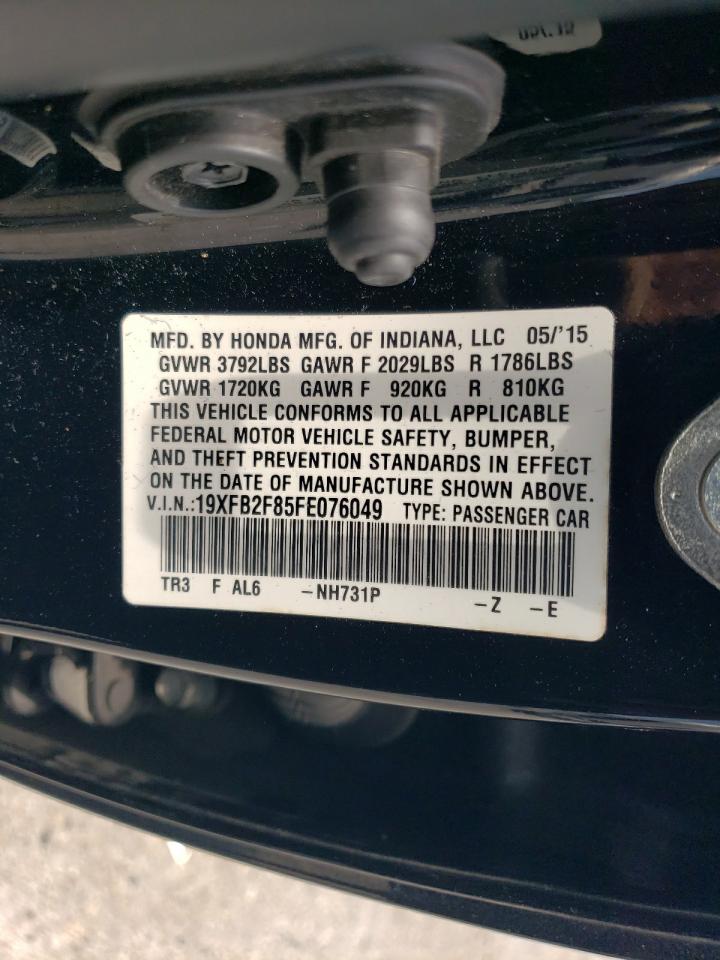 MFD. BY HONDA MFG. OF INDIANA, LLC 05/'15
GVWR 3792LBS GAWR F 2029LBS R 1786LBS
GVWR 1720KG GAWR F 920KG R 810KG
THIS VEHICLE CONFORMS TO ALL APPLICABLE
FEDERAL MOTOR VEHICLE SAFETY, BUMPER,
AND THEFT PREVENTION STANDARDS IN EFFECT
ON THE DATE OF MANUFACTURE SHOWN ABOVE.
V.I.N.:19XFB2F85FE076049 TYPE: PASSENGER CAR
TR3 F AL6 -NH731P -Z -E